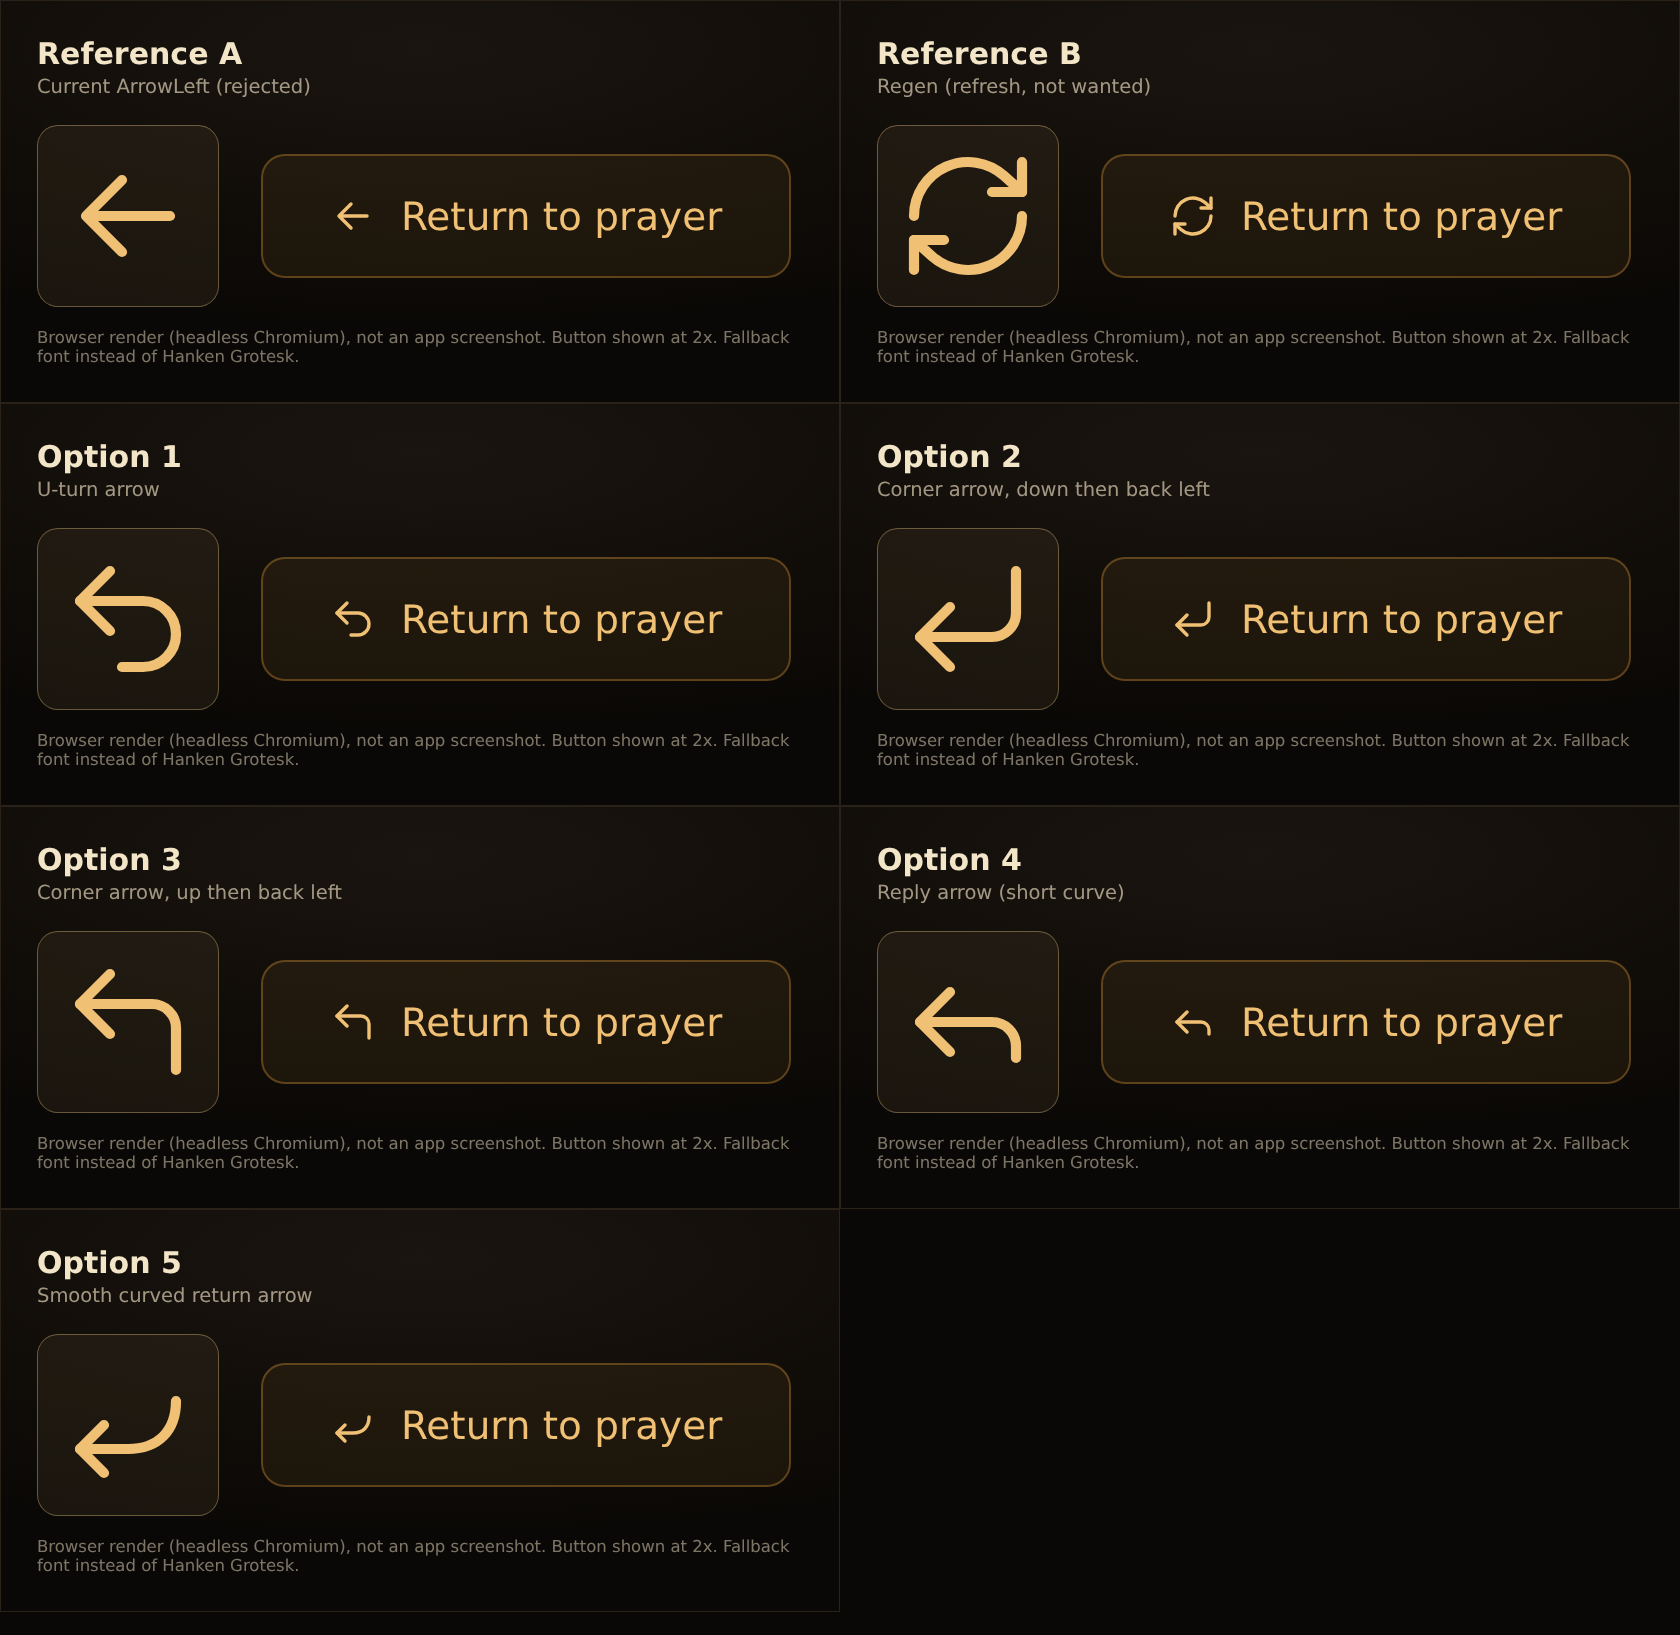 Reference A
Current ArrowLeft (rejected)
Return to prayer
Browser render (headless Chromium), not an app screenshot. Button shown at 2x. Fallback
font instead of Hanken Grotesk.
Reference B
Regen (refresh, not wanted)
Return to prayer
Browser render (headless Chromium), not an app screenshot. Button shown at 2x. Fallback
font instead of Hanken Grotesk.
Option 1
U-turn arrow
Return to prayer
Browser render (headless Chromium), not an app screenshot. Button shown at 2x. Fallback
font instead of Hanken Grotesk.
Option 2
Corner arrow, down then back left
Return to prayer
Browser render (headless Chromium), not an app screenshot. Button shown at 2x. Fallback
font instead of Hanken Grotesk.
Option 3
Corner arrow, up then back left
Return to prayer
Browser render (headless Chromium), not an app screenshot. Button shown at 2x. Fallback
font instead of Hanken Grotesk.
Option 4
Reply arrow (short curve)
Return to prayer
Browser render (headless Chromium), not an app screenshot. Button shown at 2x. Fallback
font instead of Hanken Grotesk.
Option 5
Smooth curved return arrow
Return to prayer
Browser render (headless Chromium), not an app screenshot. Button shown at 2x. Fallback
font instead of Hanken Grotesk.